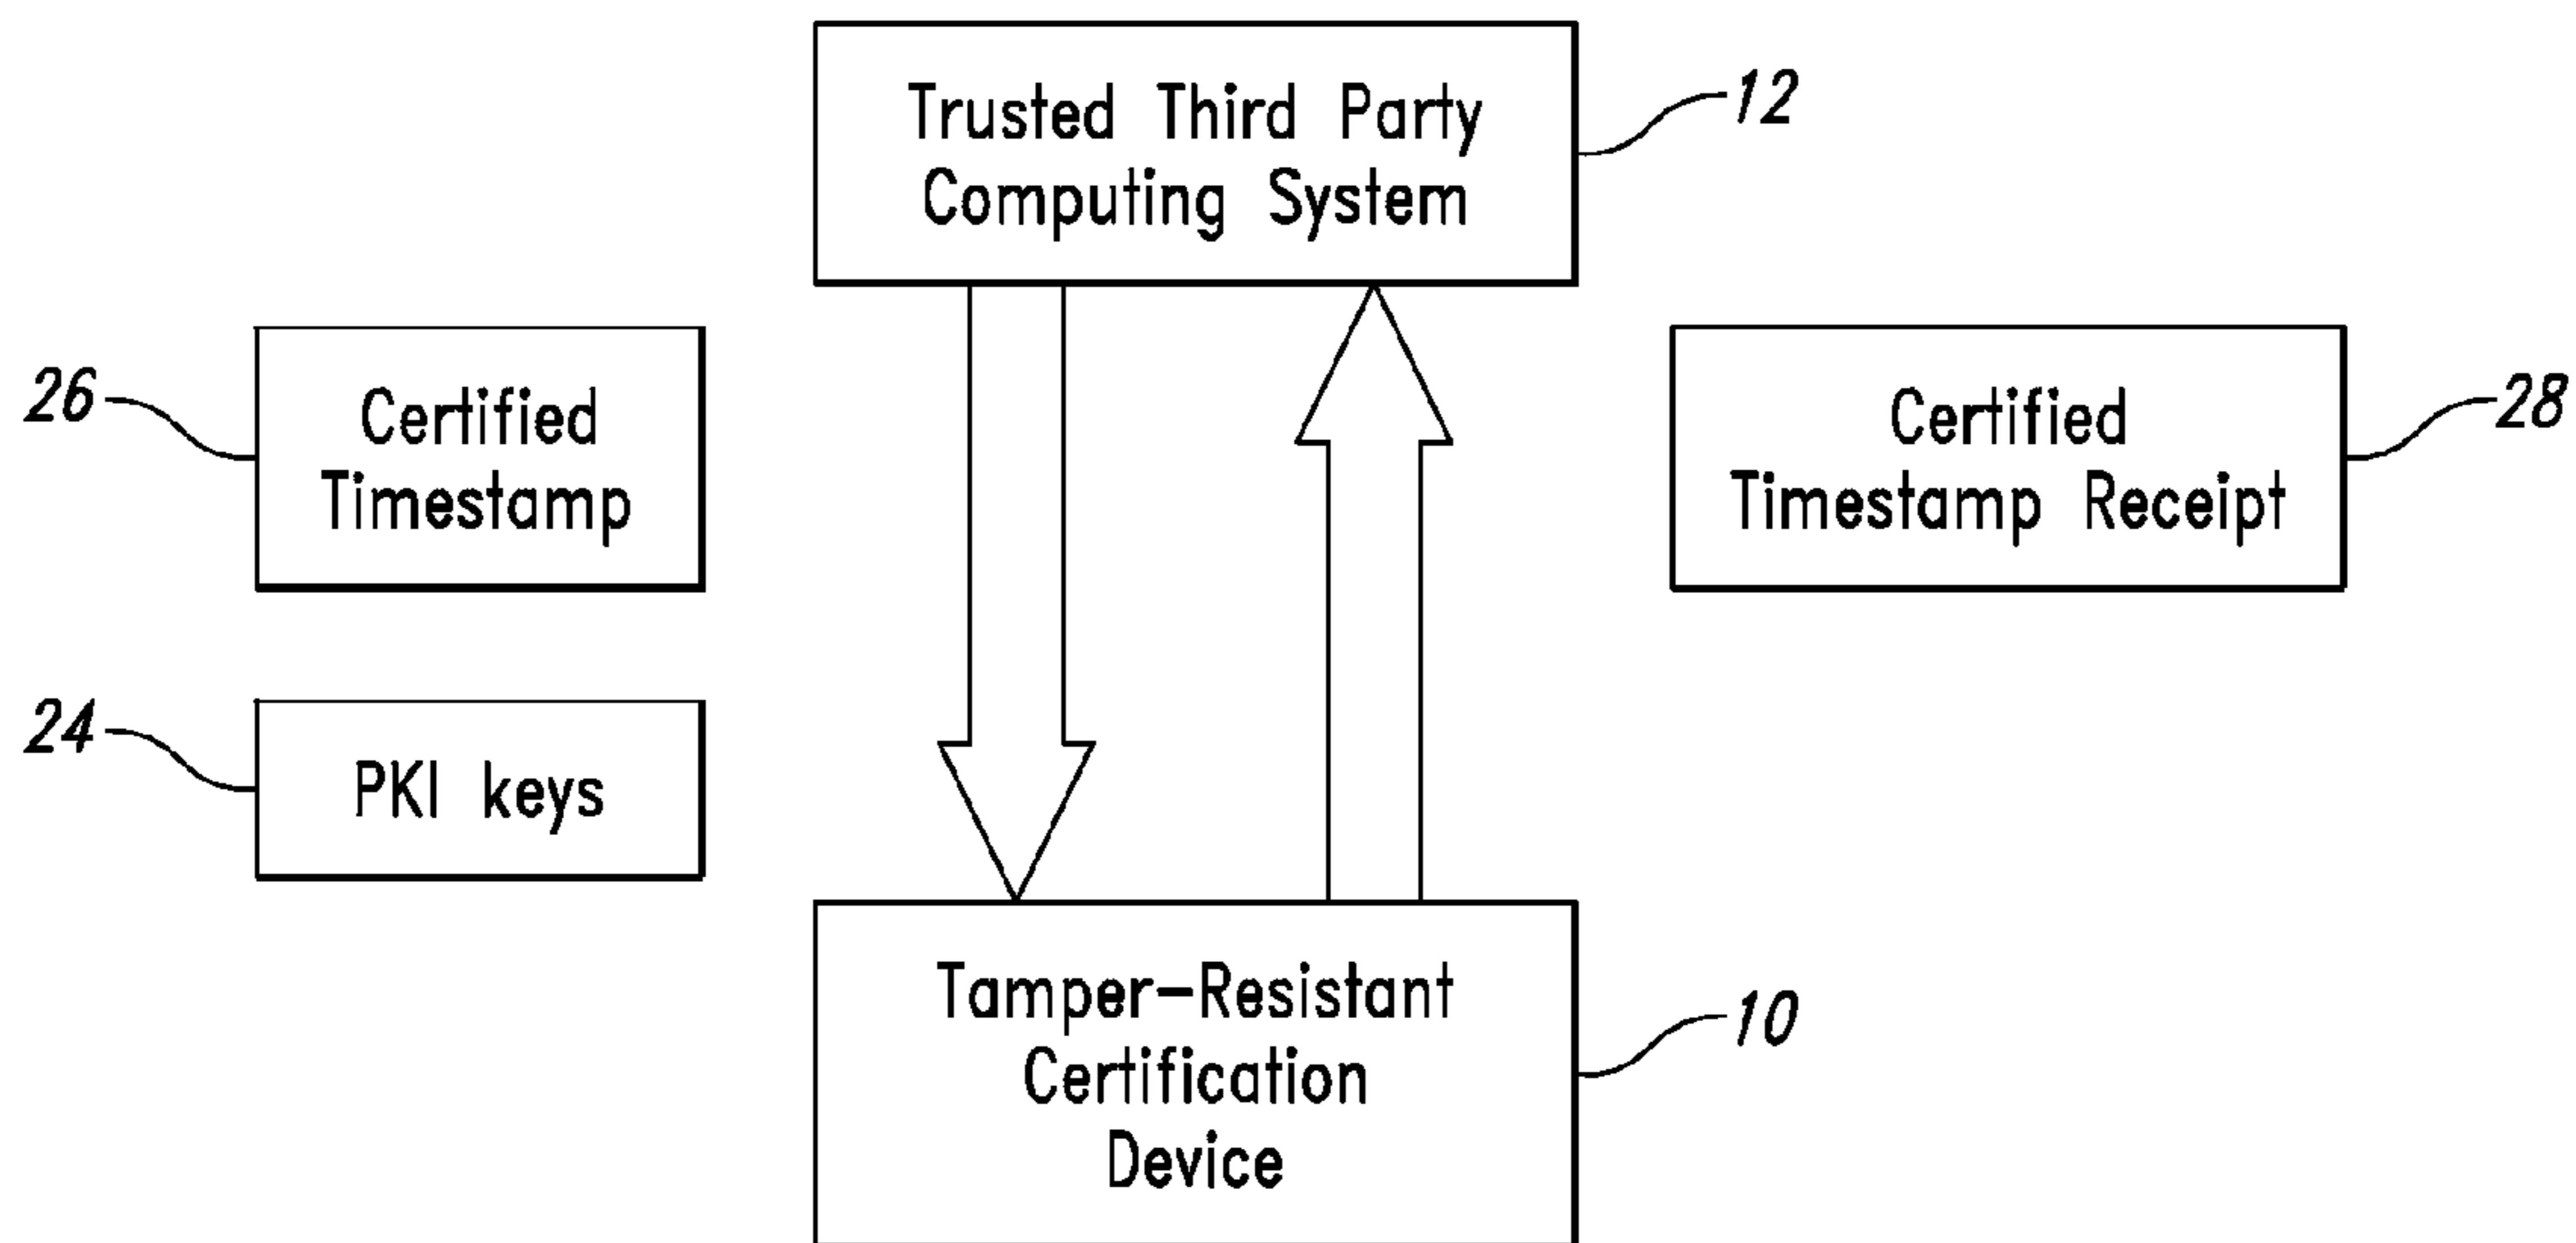 Trusted Third Party
Computing System
12
26
Certified
Timestamp
Certified
Timestamp Receipt
28
24
PKI keys
Tamper-Resistant
Certification
Device
10